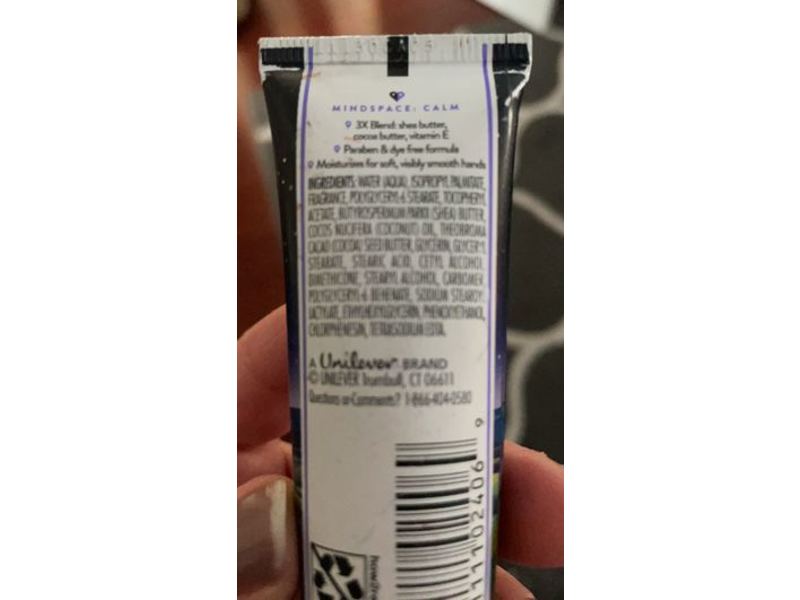 MINDSPACE: CALM
3X Blend: shea butter,
cocoa butter, vitamin E
Paraben & dye free formula
Moisturizes for soft, visibly smooth hands
INGREDIENTS: WATER (AQUA), ISOPROPYL PALMITATE,
FRAGRANCE, POLYGLYCERYL-6 STEARATE, TOCOPHERYL
ACETATE, BUTYROSPERMUM PARKII (SHEA) BUTTER,
COCOS NUCIFERA (COCONUT) OIL, THEOBROMA
CACAO (COCOA) SEED BUTTER, GLYCERIN, GLYCERYL
STEARATE, STEARIC ACID, CETYL ALCOHOL,
DIMETHICONE, STEARYL ALCOHOL, CARBOMER,
POLYGLYCERYL-6 BEHENATE, SODIUM STEAROYL
LACTYLATE, ETHYLHEXYLGLYCERIN, PHENOXYETHANOL,
CHLORPHENESIN, TETRASODIUM EDTA.
A Unilever BRAND
© UNILEVER Trumbull, CT 06611
Questions or Comments? 1-866-404-0580
11102406 9